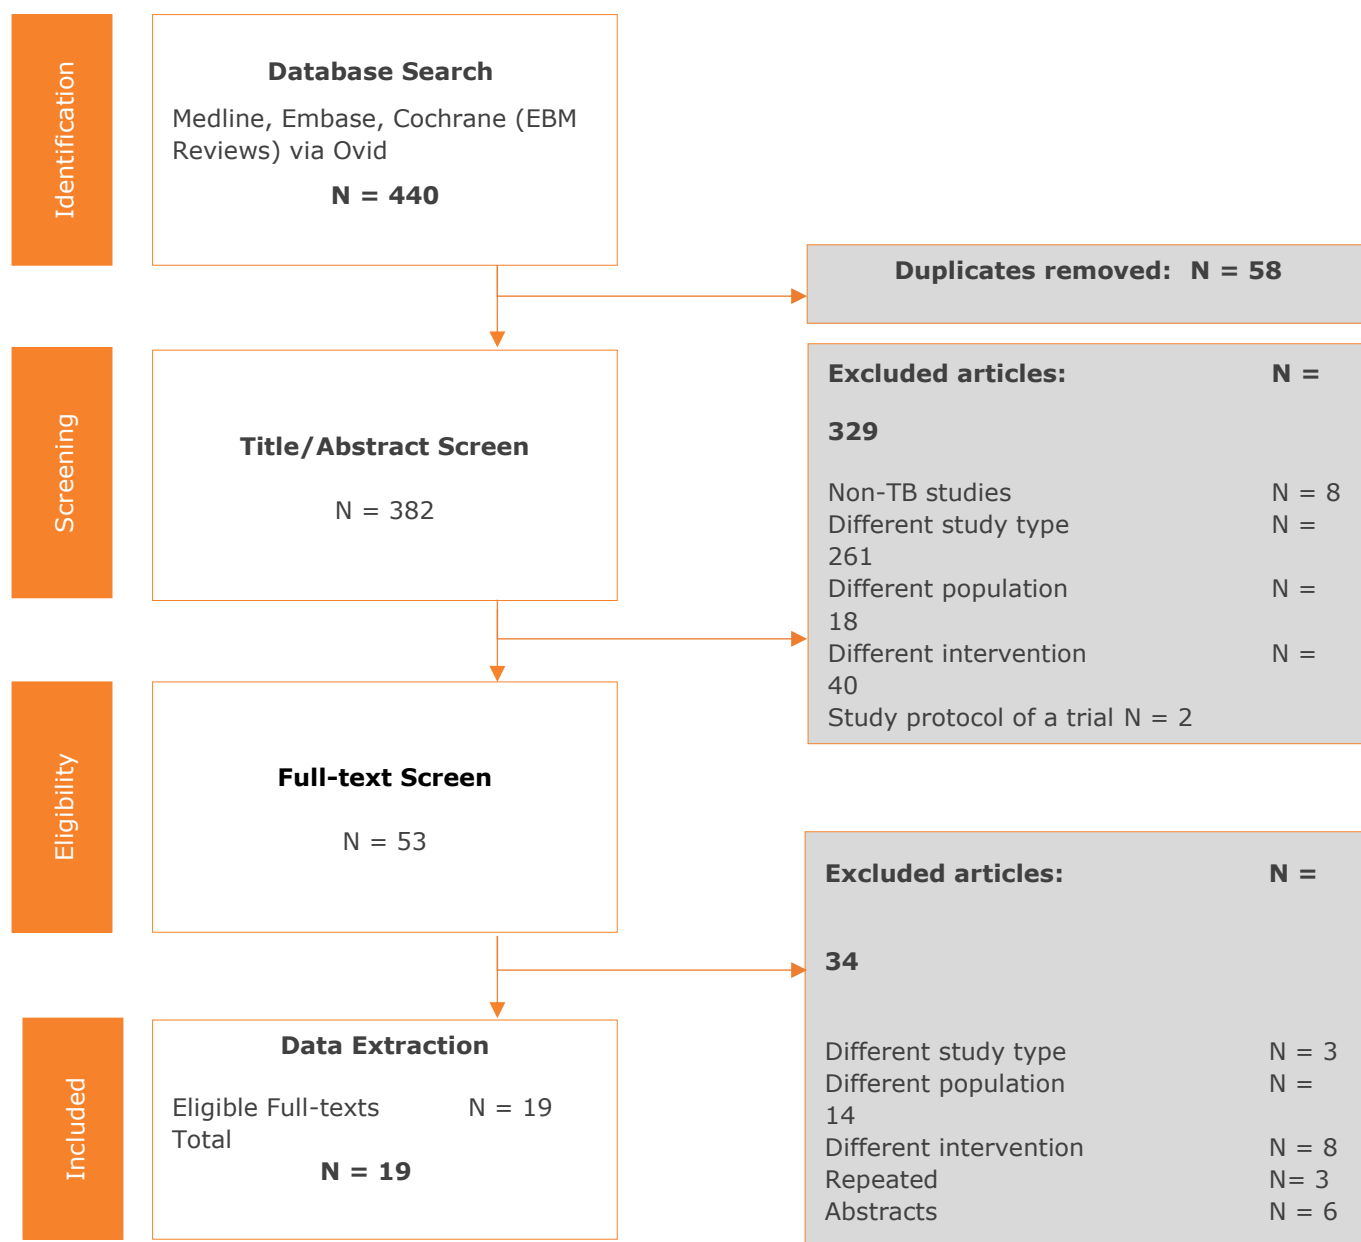 Identification
Database Search
Medline, Embase, Cochrane (EBM
Reviews) via Ovid
N = 440
Duplicates removed: N = 58
Screening
Title/Abstract Screen
N = 382
Excluded articles: N =
329
Non-TB studies N = 8
Different study type N =
261
Different population N =
18
Different intervention N =
40
Study protocol of a trial N = 2
Eligibility
Full-text Screen
N = 53
Excluded articles: N =
34
Different study type N = 3
Different population N =
14
Different intervention N = 8
Repeated N= 3
Abstracts N = 6
Included
Data Extraction
Eligible Full-texts N = 19
Total
N = 19